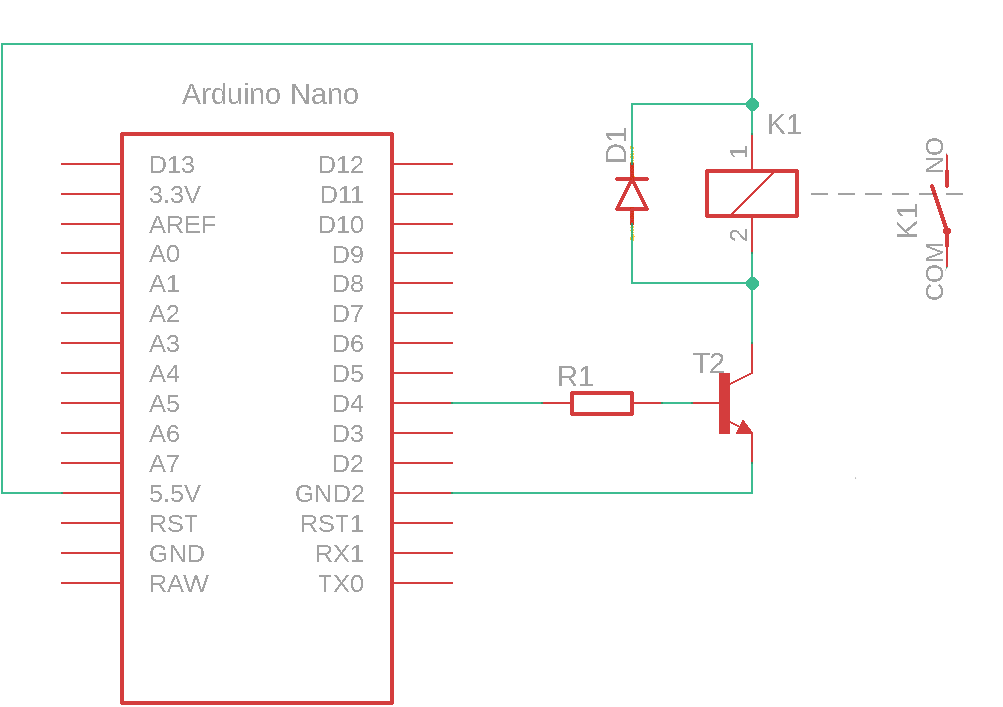 Arduino Nano
D13 D12
3.3V D11
AREF D10
A0 D9
A1 D8
A2 D7
A3 D6
A4 D5
A5 D4
A6 D3
A7 D2
5.5V GND2
RST RST1
GND RX1
RAW TX0
D1
K1
1
2
R1
T2
NO
K1
COM